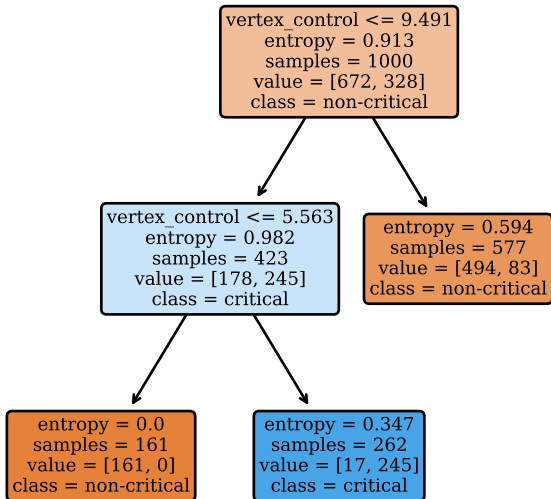 vertex_control <= 9.491
entropy = 0.913
samples = 1000
value = [672, 328]
class = non-critical
vertex_control <= 5.563
entropy = 0.982
samples = 423
value = [178, 245]
class = critical
entropy = 0.594
samples = 577
value = [494, 83]
class = non-critical
entropy = 0.0
samples = 161
value = [161, 0]
class = non-critical
entropy = 0.347
samples = 262
value = [17, 245]
class = critical